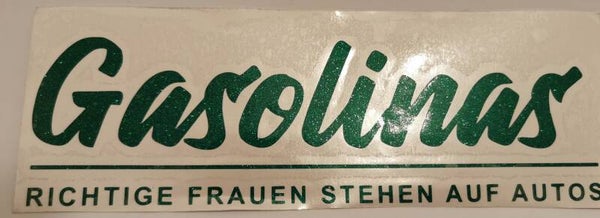 Gasolinas
RICHTIGE FRAUEN STEHEN AUF AUTOS